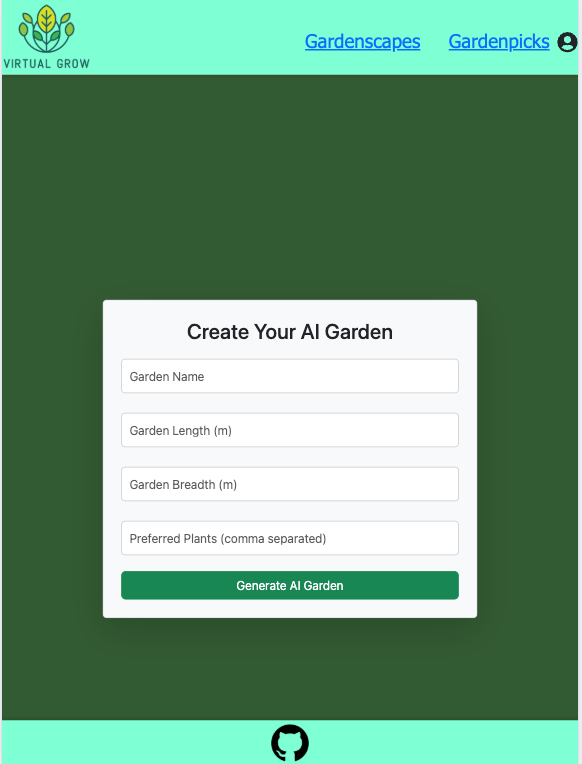 VIRTUAL GROW
Gardenscapes Gardenpicks
Create Your AI Garden
Garden Name
Garden Length (m)
Garden Breadth (m)
Preferred Plants (comma separated)
Generate AI Garden